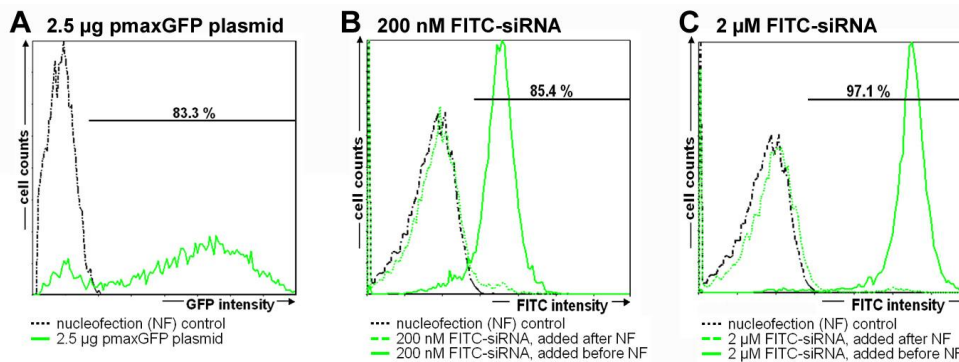 A 2.5 µg pmaxGFP plasmid
cell counts
83.3 %
GFP intensity
nucleofection (NF) control
2.5 µg pmaxGFP plasmid
B 200 nM FITC-siRNA
cell counts
85.4 %
FITC intensity
nucleofection (NF) control
200 nM FITC-siRNA, added after NF
200 nM FITC-siRNA, added before NF
C 2 µM FITC-siRNA
cell counts
97.1 %
FITC intensity
nucleofection (NF) control
2 µM FITC-siRNA, added after NF
2 µM FITC-siRNA, added before NF